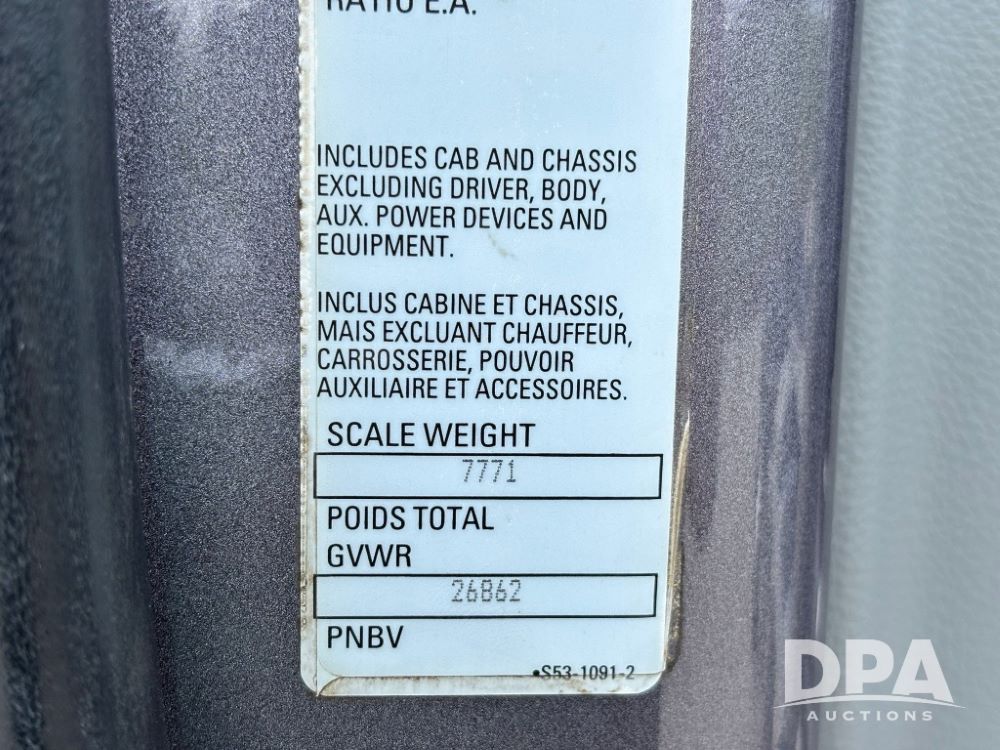 RATIO E.A.
INCLUDES CAB AND CHASSIS
EXCLUDING DRIVER, BODY,
AUX. POWER DEVICES AND
EQUIPMENT.
INCLUS CABINE ET CHASSIS,
MAIS EXCLUANT CHAUFFEUR,
CARROSSERIE, POUVOIR
AUXILIAIRE ET ACCESSOIRES.
SCALE WEIGHT
7771
POIDS TOTAL
GVWR
26862
PNBV
•S53-1091-2
DPA
AUCTIONS